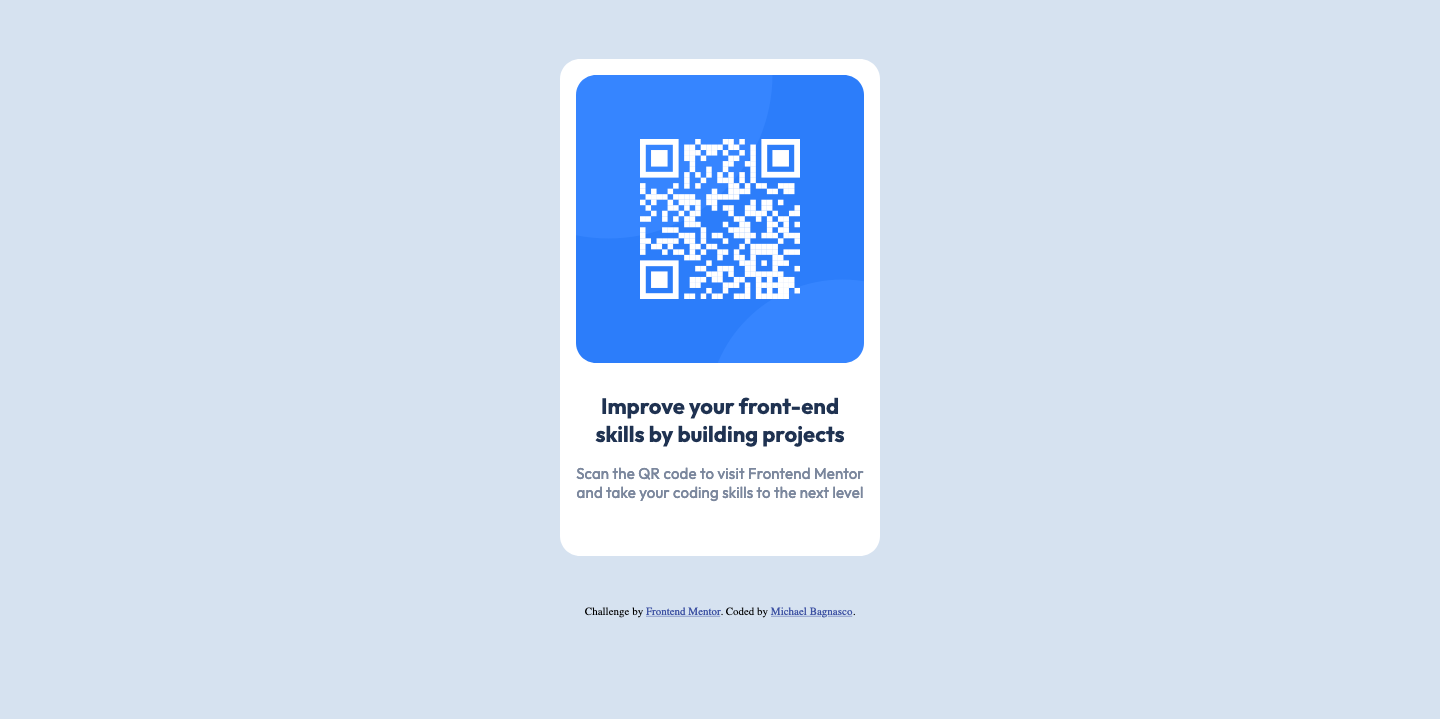 Improve your front-end
skills by building projects
Scan the QR code to visit Frontend Mentor
and take your coding skills to the next level
Challenge by Frontend Mentor. Coded by Michael Bagnasco.